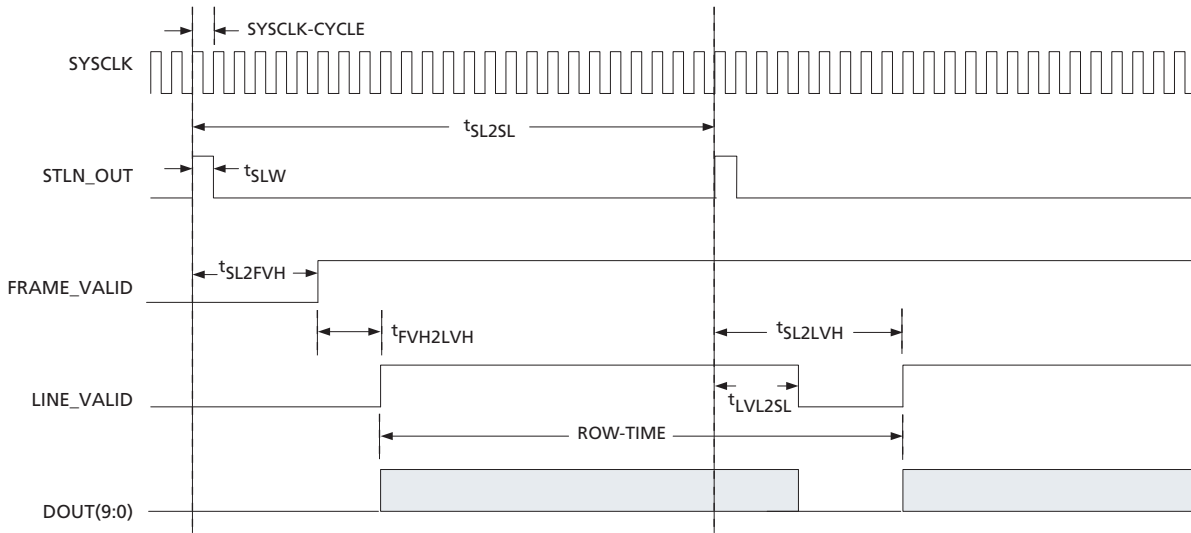 SYSCLK-CYCLE
SYSCLK
tSL2SL
STLN_OUT
tSLW
tSL2FVH
FRAME_VALID
tFVH2LVH
tSL2LVH
LINE_VALID
tLVL2SL
ROW-TIME
DOUT(9:0)